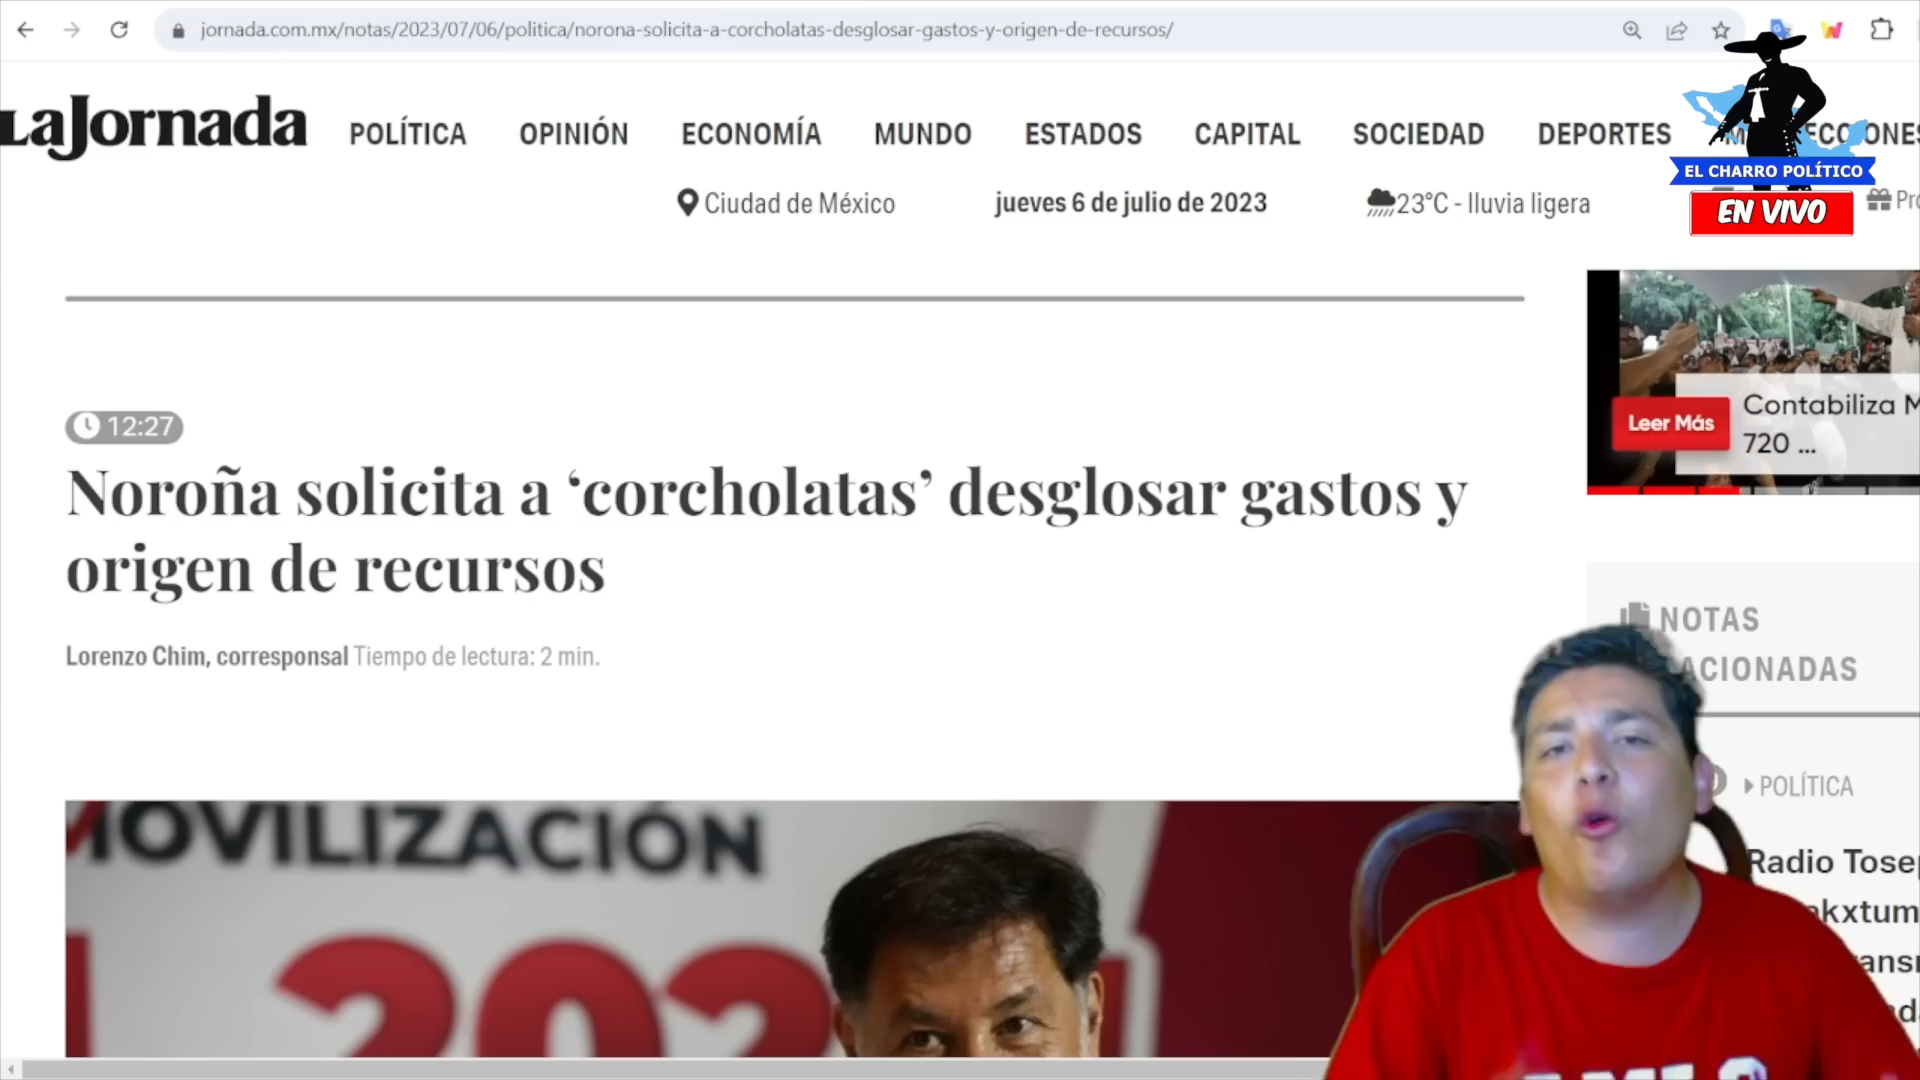 jornada.com.mx/notas/2023/07/06/politica/norona-solicita-a-corcholatas-desglosar-gastos-y-origen-de-recursos/
LaJornada
POLÍTICA OPINIÓN ECONOMÍA MUNDO ESTADOS CAPITAL SOCIEDAD DEPORTES
EL CHARRO POLÍTICO
EN VIVO
Ciudad de México jueves 6 de julio de 2023 23°C - lluvia ligera
Contabiliza M
720 ...
Leer Más
12:27
Noroña solicita a ‘corcholatas’ desglosar gastos y
origen de recursos
Lorenzo Chim, corresponsal Tiempo de lectura: 2 min.
NOTAS
ACIONADAS
POLÍTICA
Radio Tosep
MOVILIZACIÓN
202